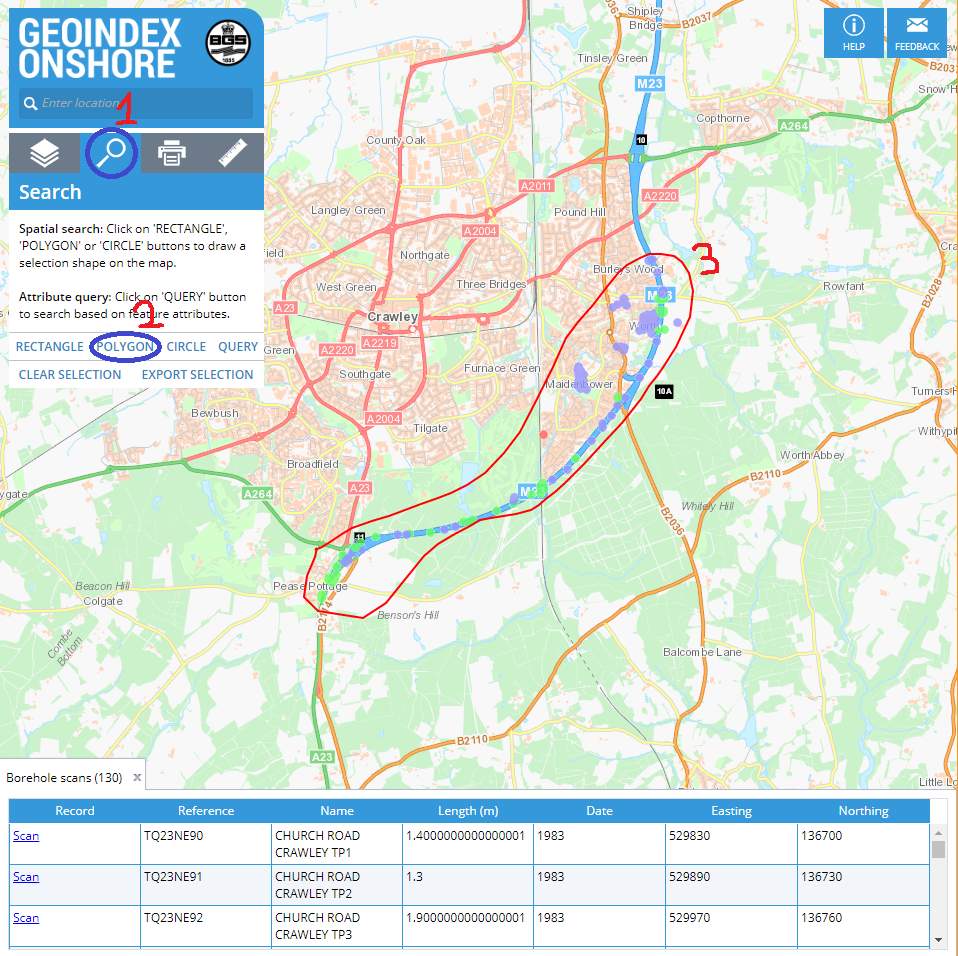 GEOINDEX
ONSHORE
BGS
1835
Enter location
1
Search
Spatial search: Click on 'RECTANGLE',
'POLYGON' or 'CIRCLE' buttons to draw a
selection shape on the map.
Attribute query: Click on 'QUERY' button
to search based on feature attributes.
2
RECTANGLE POLYGON CIRCLE QUERY
CLEAR SELECTION EXPORT SELECTION
HELP
FEEDBACK
Shipley
Bridge
B2037
Tinsley Green
B2037
M23
Snow H
Copthorne
A264
10
County Oak
A2011
A2220
Langley Green
Pound Hill
A2004
field
Northgate
3
Burleys Wood
Cra
West Green
Three Bridges
Rowfant
B2028
A23
Crawley
Worth
A2219
Green
A2220
Furnace Green
Southgate
Maidenbower
10A
Turners H
Bewbush
A2004
Tilgate
Withypit
Worth Abbey
Broadfield
B2110
ygate
A264
A23
Whitely Hill
B2036
11
Beacon Hill
Colgate
Pease Pottage
Benson's Hill
B2114
Combe
Bottom
Balcombe Lane
B2110
A23
Little Lo
Borehole scans (130) x
Record Reference Name Length (m) Date Easting Northing
Scan TQ23NE90 CHURCH ROAD 1.4000000000000001 1983 529830 136700
CRAWLEY TP1
Scan TQ23NE91 CHURCH ROAD 1.3 1983 529890 136730
CRAWLEY TP2
Scan TQ23NE92 CHURCH ROAD 1.9000000000000001 1983 529970 136760
CRAWLEY TP3